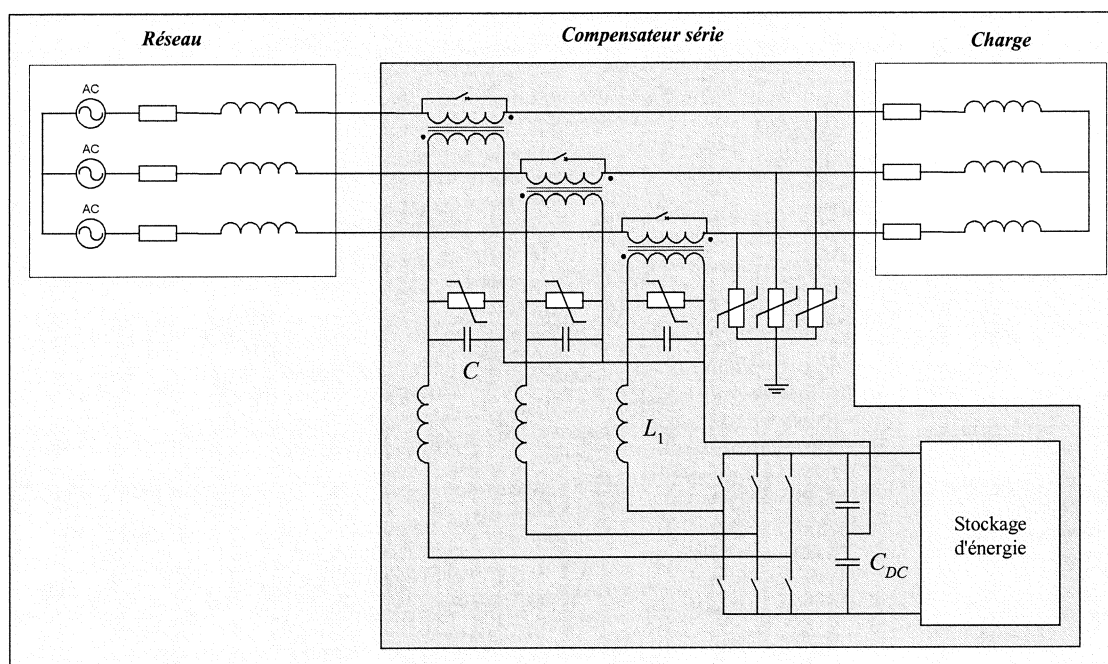 Réseau
Compensateur série
Charge
AC
AC
AC
C
L1
Stockage
d'énergie
CDC